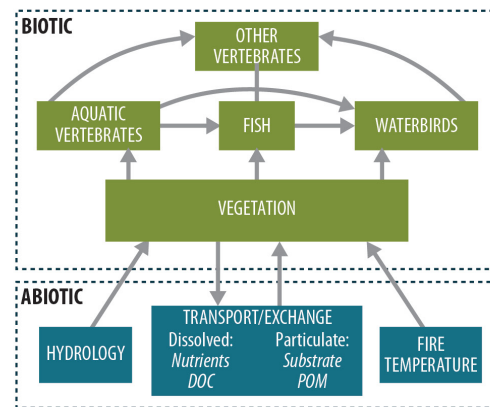 BIOTIC
OTHER
VERTEBRATES
AQUATIC
VERTEBRATES
FISH
WATERBIRDS
VEGETATION
ABIOTIC
HYDROLOGY
TRANSPORT/EXCHANGE
Dissolved:
Nutrients
DOC
Particulate:
Substrate
POM
FIRE
TEMPERATURE